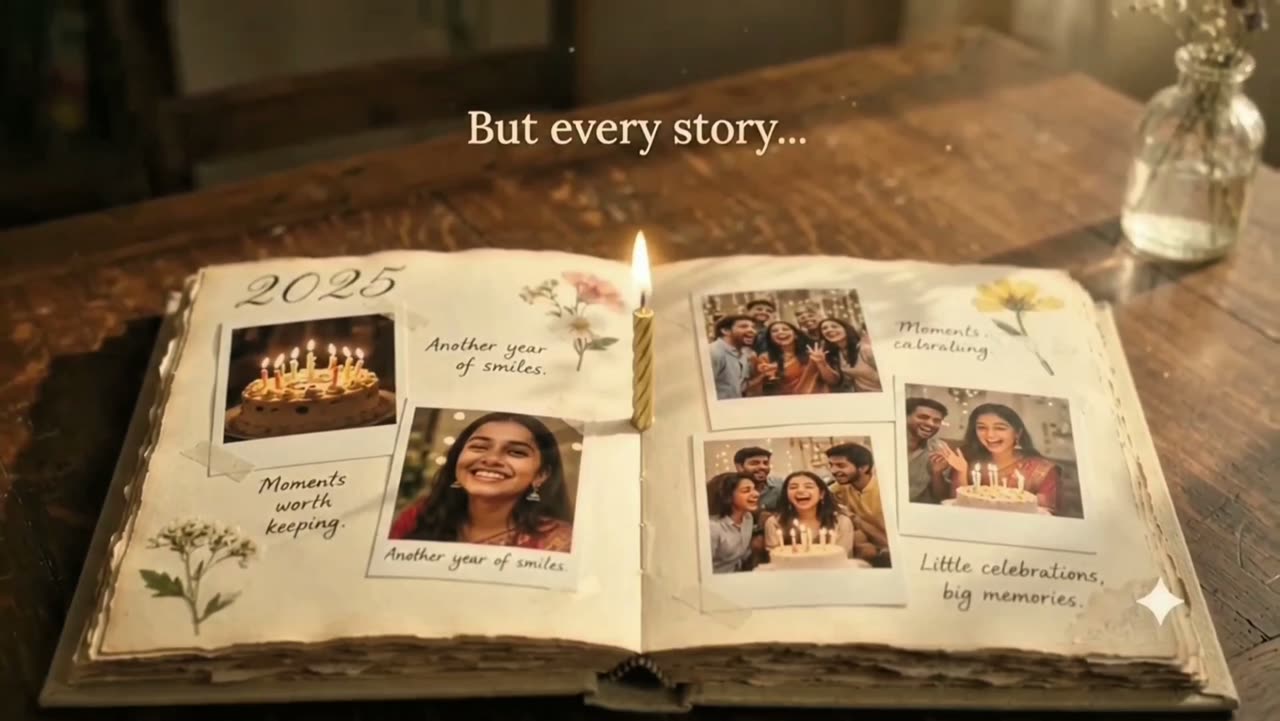 But every story...
2025
Another year
of smiles.
Moments
worth
keeping.
Another year of smiles.
Moments.
Little celebrations,
big memories.